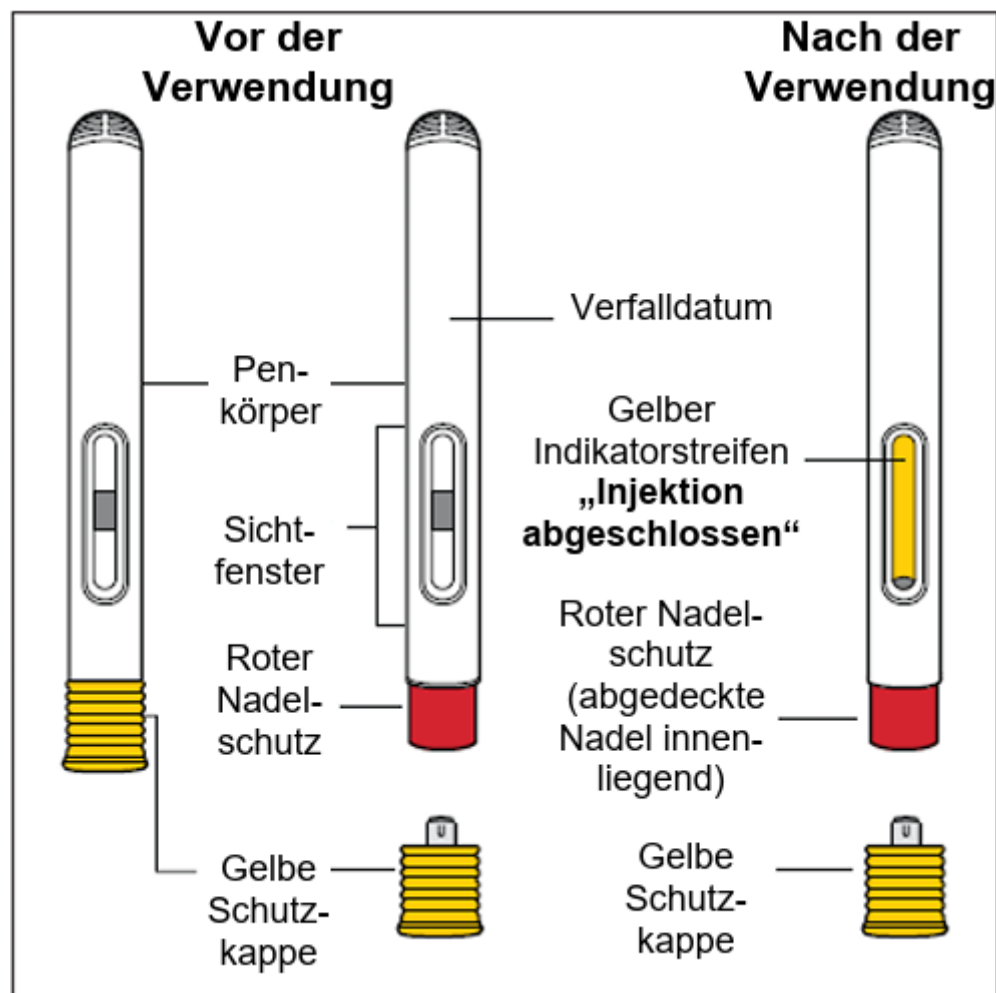 Vor der
Verwendung
Nach der
Verwendung
Verfalldatum
Pen-
körper
Gelber
Indikatorstreifen
„Injektion
abgeschlossen“
Sicht-
fenster
Roter
Nadel-
schutz
Roter Nadel-
schutz
(abgedeckte
Nadel innen-
liegend)
Gelbe
Schutz-
kappe
Gelbe
Schutz-
kappe